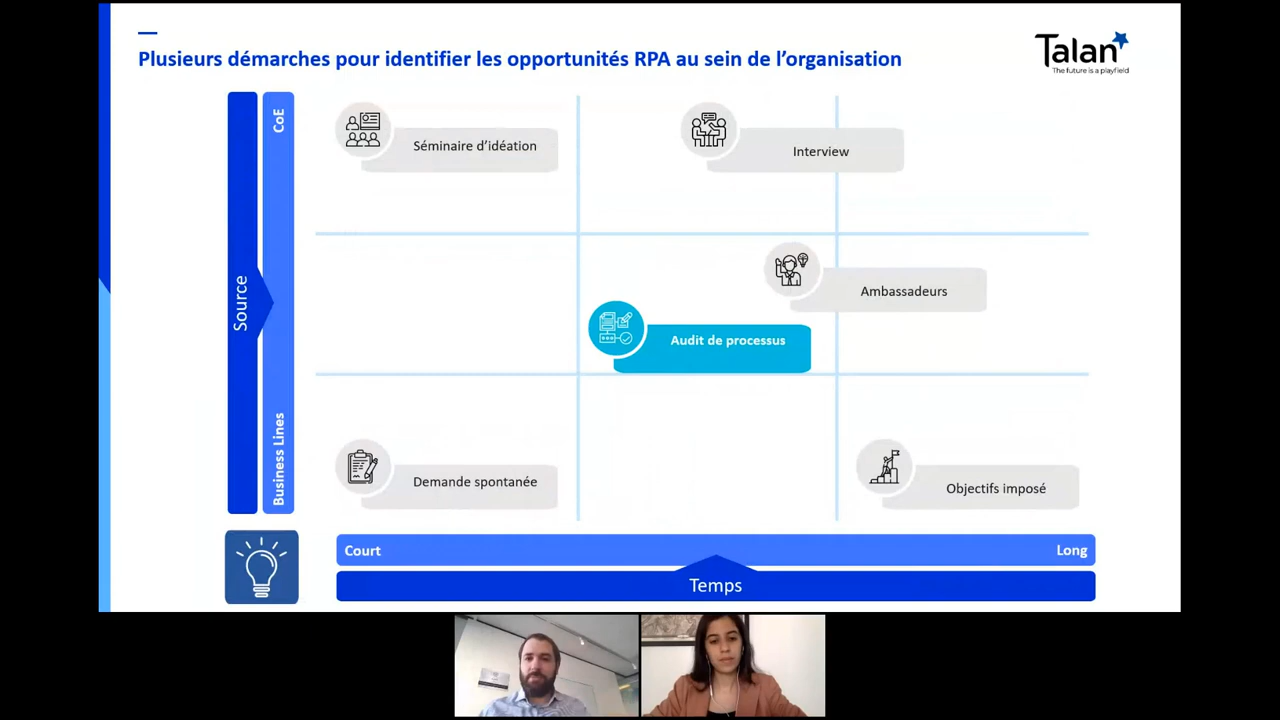 Plusieurs démarches pour identifier les opportunités RPA au sein de l'organisation
Talan
The future is a playfield
Source
CoE
Business Lines
Séminaire d'idéation
Interview
Ambassadeurs
Audit de processus
Demande spontanée
Objectifs imposé
Court
Long
Temps